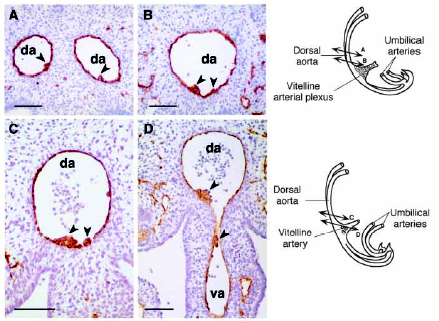 A
da
da
B
da
C
da
D
da
va
Dorsal
aorta
Umbilical
arteries
A
B
Vitelline
arterial plexus
Dorsal
aorta
Umbilical
arteries
C
D
Vitelline
artery